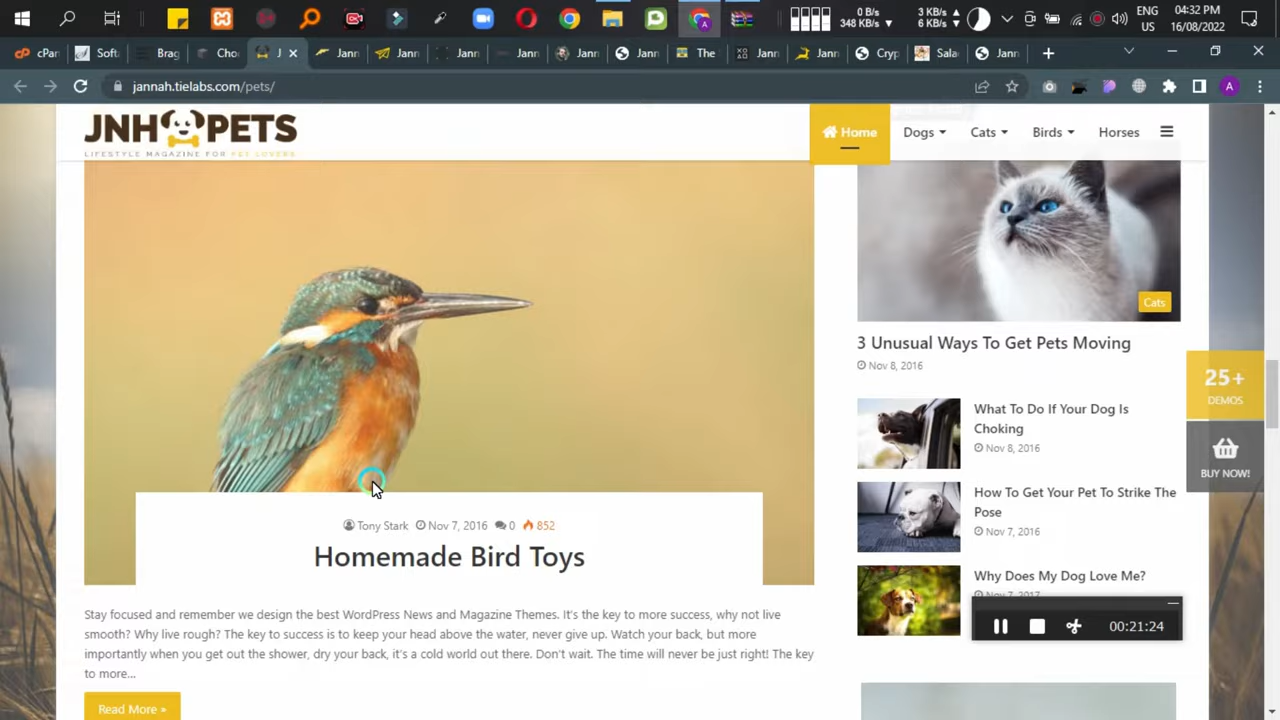 0 B/s
348 KB/s
3 KB/s
6 KB/s
ENG
US
04:32 PM
16/08/2022
cPa
Soft
Brag
Cho
J
Jann
Jann
Jann
Jann
Jann
Jann
The
Jann
Jann
Cryp
Sala
Jann
jannah.tielabs.com/pets/
A
JNH PETS
LIFESTYLE MAGAZINE FOR PET LOVERS
Home
Dogs
Cats
Birds
Horses
Cats
3 Unusual Ways To Get Pets Moving
Nov 8, 2016
25+
DEMOS
BUY NOW!
What To Do If Your Dog Is
Choking
Nov 8, 2016
How To Get Your Pet To Strike The
Pose
Nov 7, 2016
Why Does My Dog Love Me?
Nov 7, 2017
00:21:24
Tony Stark Nov 7, 2016 0 852
Homemade Bird Toys
Stay focused and remember we design the best WordPress News and Magazine Themes. It's the key to more success, why not live
smooth? Why live rough? The key to success is to keep your head above the water, never give up. Watch your back, but more
importantly when you get out the shower, dry your back, it's a cold world out there. Don't wait. The time will never be just right! The key
to more...
Read More »